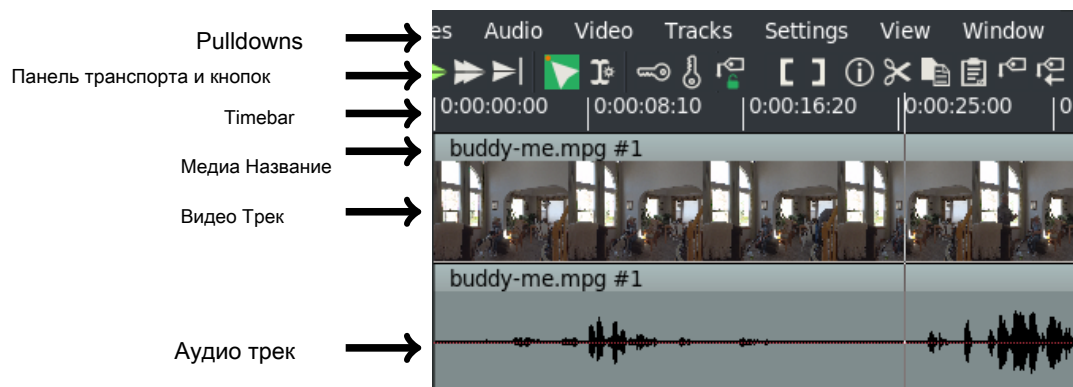 Pulldowns
es Audio Video Tracks Settings View Window
Панель транспорта и кнопок
Timebar
0:00:00:00 0:00:08:10 0:00:16:20 0:00:25:00 0
Медиа Название
buddy-me.mpg #1
Видео Трек
buddy-me.mpg #1
Аудио трек